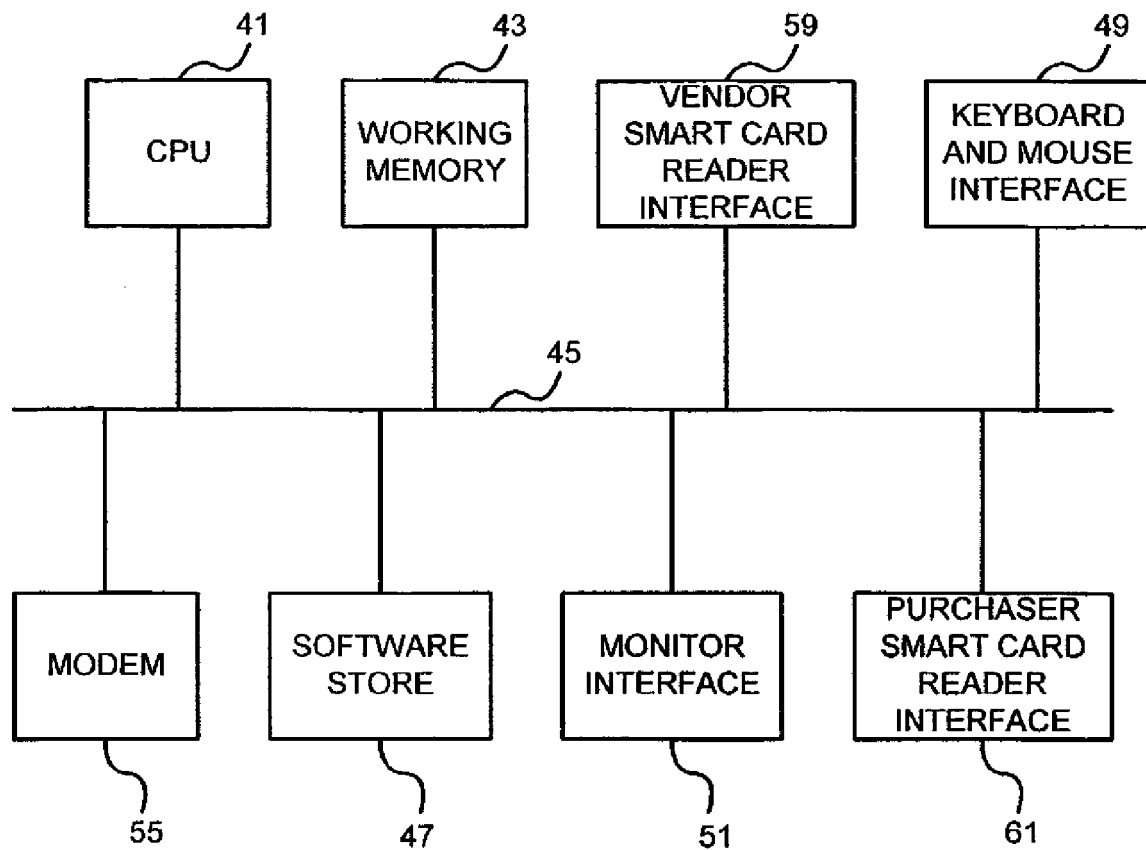 41
43
59
49
CPU
WORKING
MEMORY
VENDOR
SMART CARD
READER
INTERFACE
KEYBOARD
AND MOUSE
INTERFACE
45
MODEM
SOFTWARE
STORE
MONITOR
INTERFACE
PURCHASER
SMART CARD
READER
INTERFACE
55
47
51
61